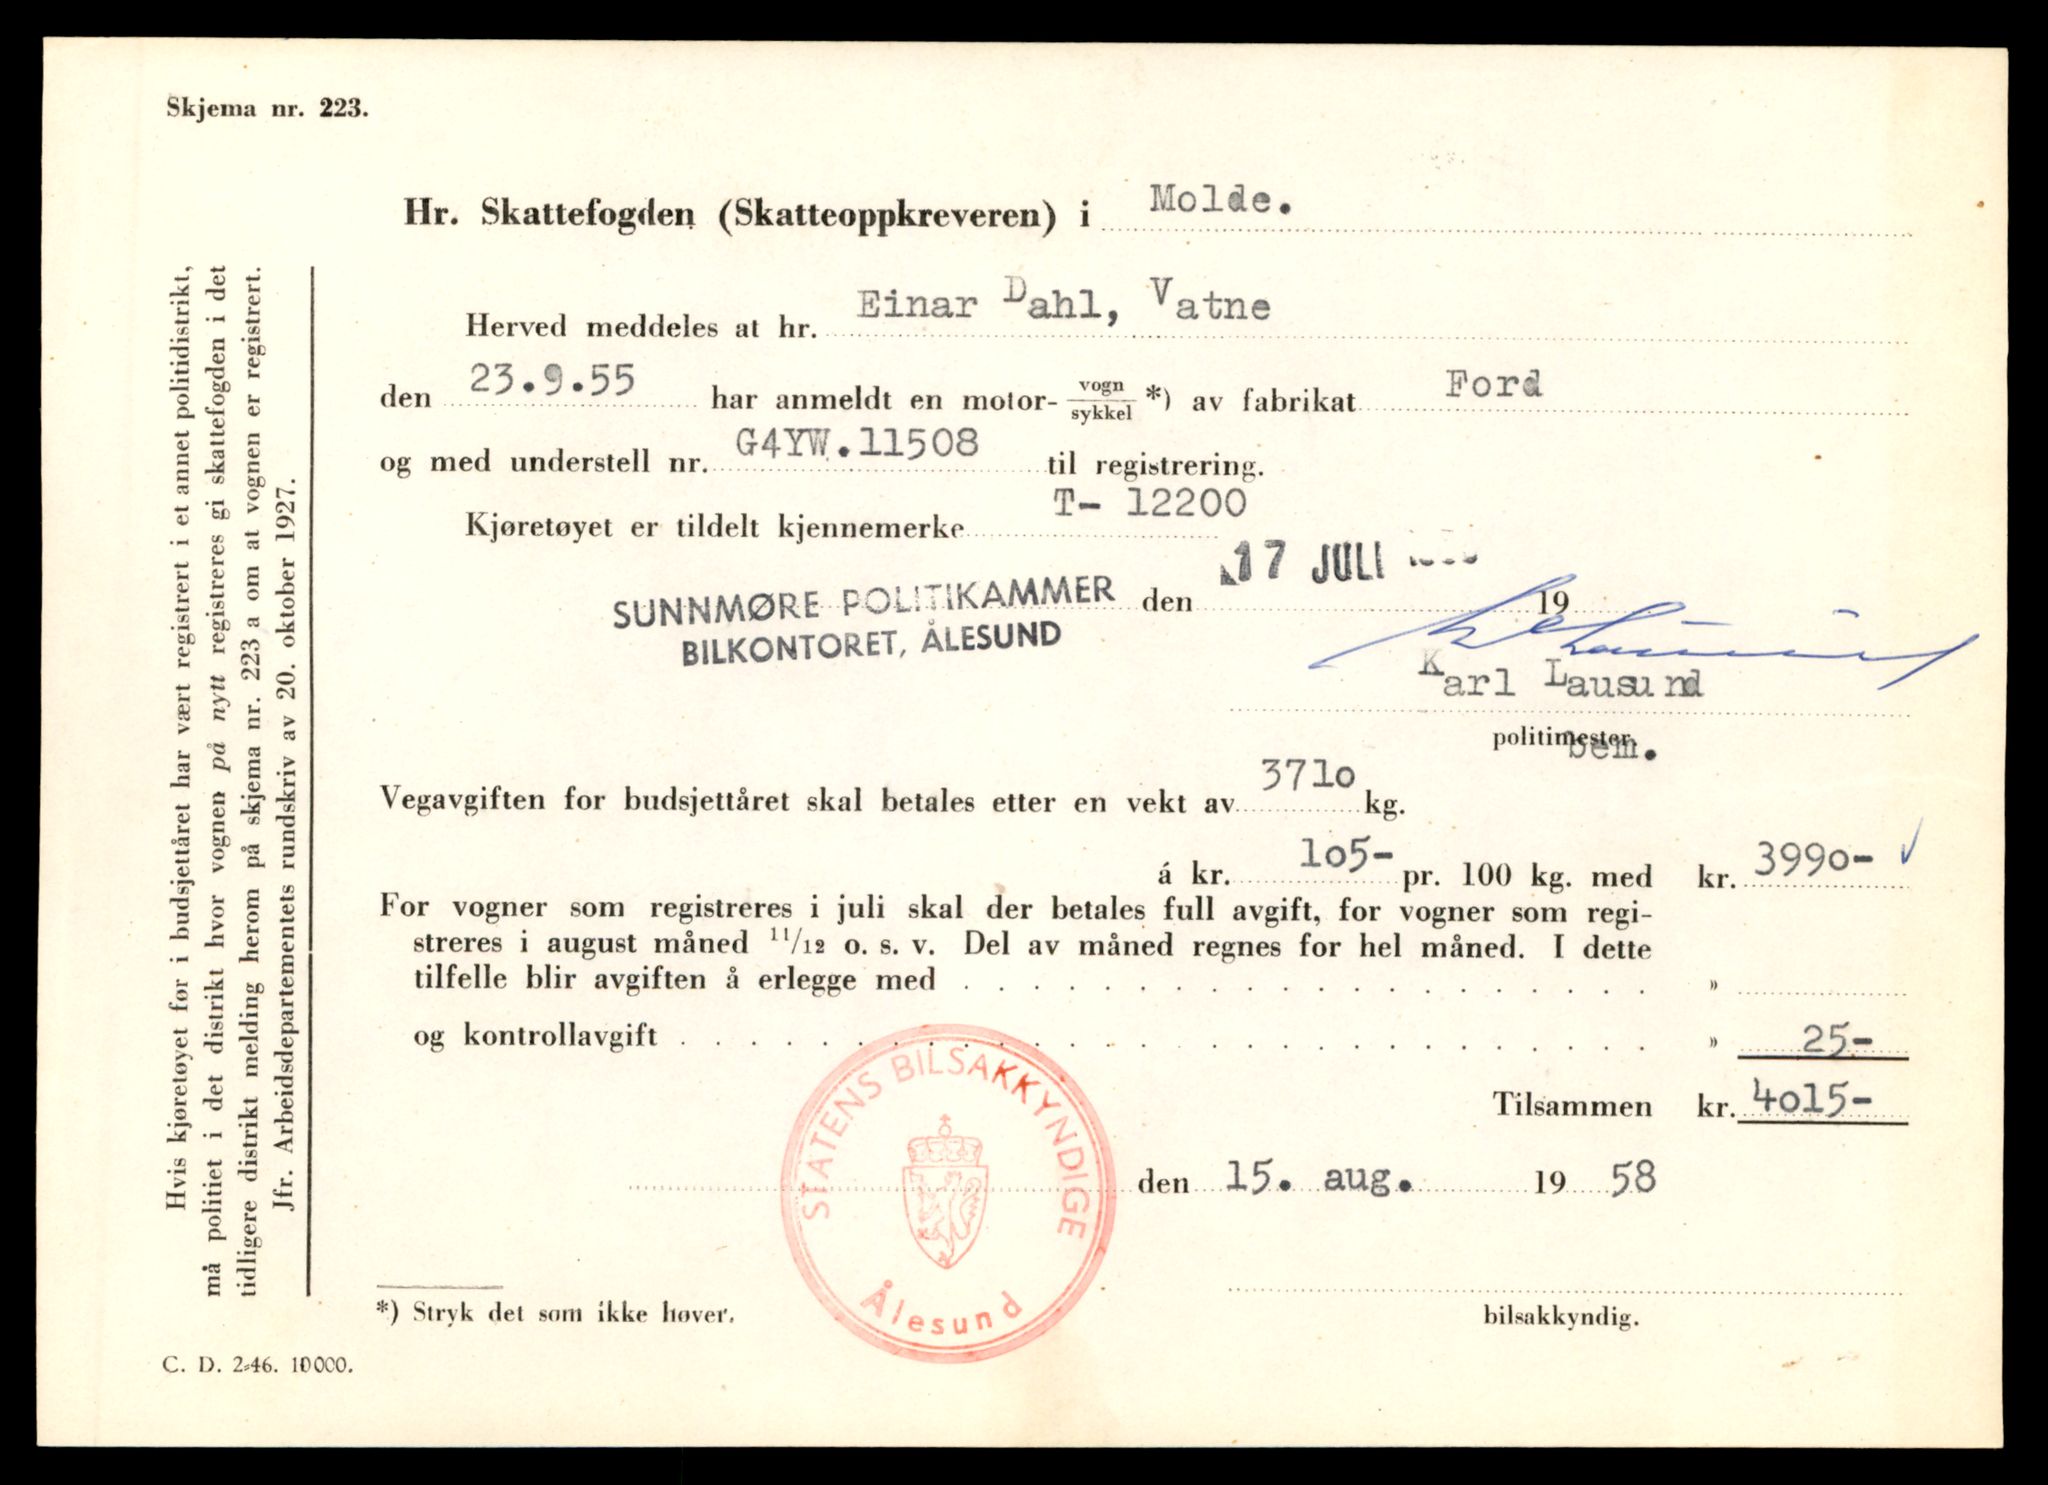 Skjema nr. 223.
Hr. Skattefogden (Skatteoppkreveren) i Molde.
Herved meddeles at hr. Einar Dahl, Vatne
den 23.9.55 har anmeldt en motor- vogn/sykkel *) av fabrikat Ford
og med understell nr. G4YW.11508 til registrering.
Kjøretøyet er tildelt kjennemerke T- 12200
SUNNMØRE POLITIKAMMER den 17 JULI 19
BILKONTORET, ÅLESUND
Karl Lausund
politimester
bem.
Vegavgiften for budsjettåret skal betales etter en vekt av 3710 kg.
á kr. 105- pr. 100 kg. med kr. 3990-
For vogner som registreres i juli skal der betales full avgift, for vogner som regi-
streres i august måned 11/12 o. s. v. Del av måned regnes for hel måned. I dette
tilfelle blir avgiften å erlegge med . . . . . . . . . . . . . . . . . . . . »
og kontrollavgift . . . . . . . . . . . . . . . . . . . . . . . . . . . . » 25-
Tilsammen kr. 4015-
den 15. aug. 19 58
STATENS BILSAKKYNDIGE
Ålesund
bilsakkyndig.
*) Stryk det som ikke høver.
C. D. 2-46. 10000.
Hvis kjøretøyet før i budsjettåret har vært registrert i et annet politidistrikt,
må politiet i det distrikt hvor vognen på nytt registreres gi skattefogden i det
tidligere distrikt melding herom på skjema nr. 223 a om at vognen er registrert.
Jfr. Arbeidsdepartementets rundskriv av 20. oktober 1927.